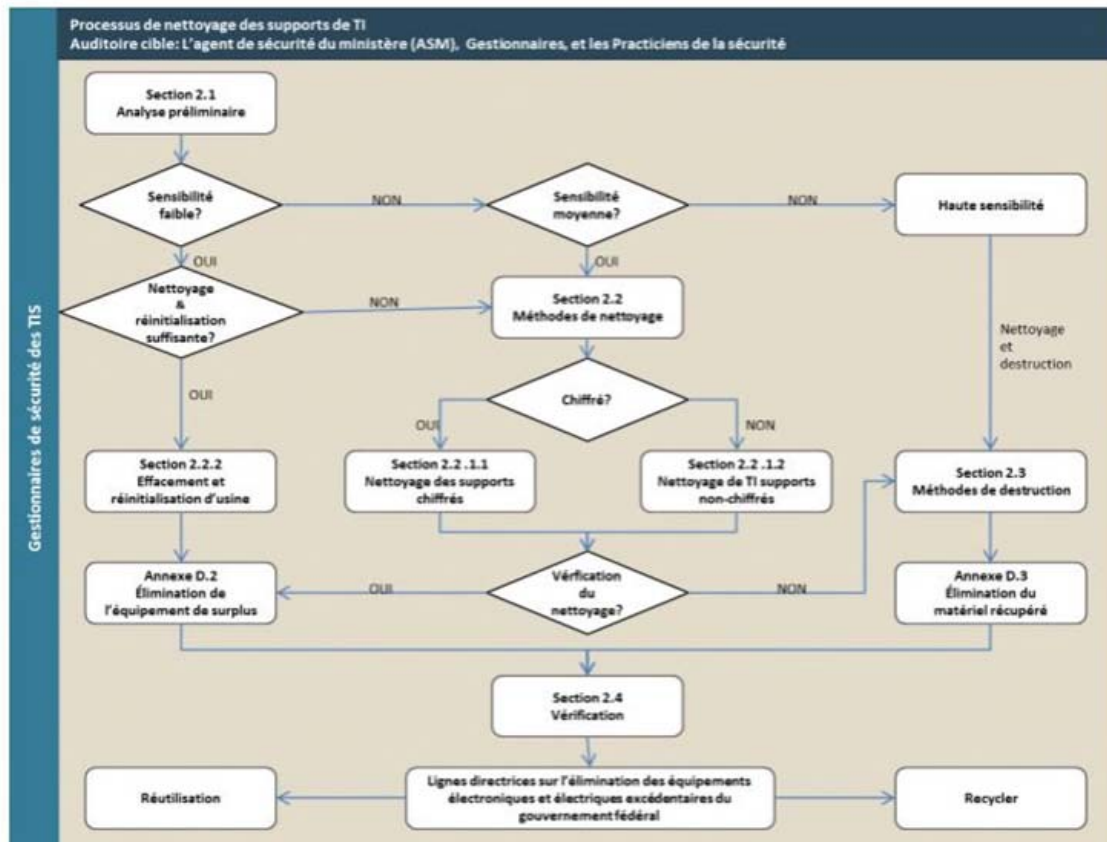 Processus de nettoyage des supports de TI
Auditoire cible: L'agent de sécurité du ministère (ASM), Gestionnaires, et les Practiciens de la sécurité
Gestionnaires de sécurité des TIS
Section 2.1
Analyse préliminaire
Sensibilité
faible?
NON
Sensibilité
moyenne?
NON
Haute sensibilité
OUI
OUI
Nettoyage
&
réinitialisation
suffisante?
NON
Section 2.2
Méthodes de nettoyage
Nettoyage
et
destruction
OUI
Chiffré?
OUI
NON
Section 2.2.2
Effacement et
réinitialisation d'usine
Section 2.2 .1.1
Nettoyage des supports
chiffrés
Section 2.2 .1.2
Nettoyage de TI supports
non-chiffrés
Section 2.3
Méthodes de destruction
Annexe D.2
Élimination de
l'équipement de surplus
OUI
Vérfication
du
nettoyage?
NON
Annexe D.3
Élimination du
matériel récupéré
Section 2.4
Vérification
Réutilisation
Lignes directrices sur l'élimination des équipements
électroniques et électriques excédentaires du
gouvernement fédéral
Recycler